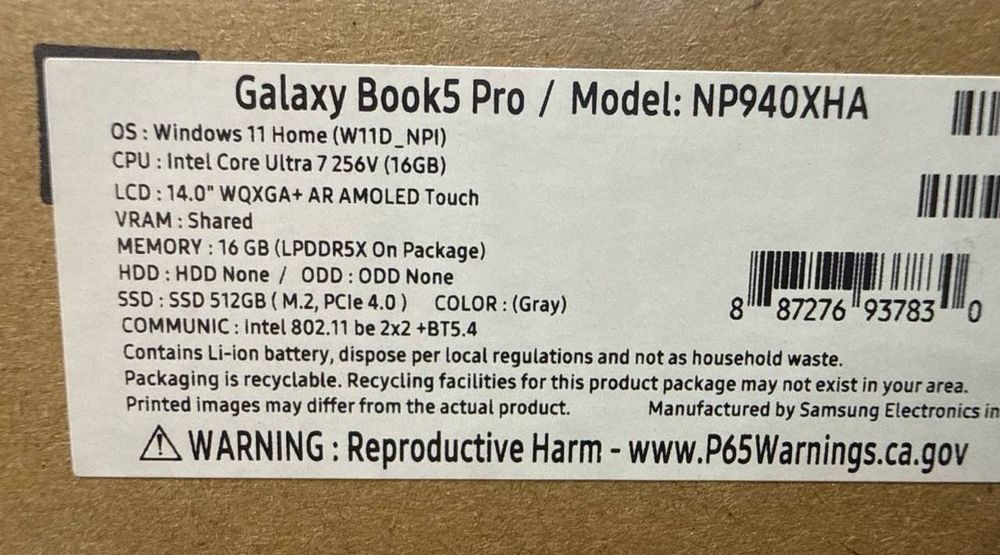 Galaxy Book5 Pro / Model: NP940XHA
OS : Windows 11 Home (W11D_NPI)
CPU : Intel Core Ultra 7 256V (16GB)
LCD : 14.0" WQXGA+ AR AMOLED Touch
VRAM : Shared
MEMORY : 16 GB (LPDDR5X On Package)
HDD : HDD None / ODD : ODD None
SSD : SSD 512GB ( M.2, PCIe 4.0 ) COLOR : (Gray)
8 87276 93783 0
COMMUNIC : Intel 802.11 be 2x2 +BT5.4
Contains Li-ion battery, dispose per local regulations and not as household waste.
Packaging is recyclable. Recycling facilities for this product package may not exist in your area.
Printed images may differ from the actual product. Manufactured by Samsung Electronics in
⚠ WARNING : Reproductive Harm - www.P65Warnings.ca.gov